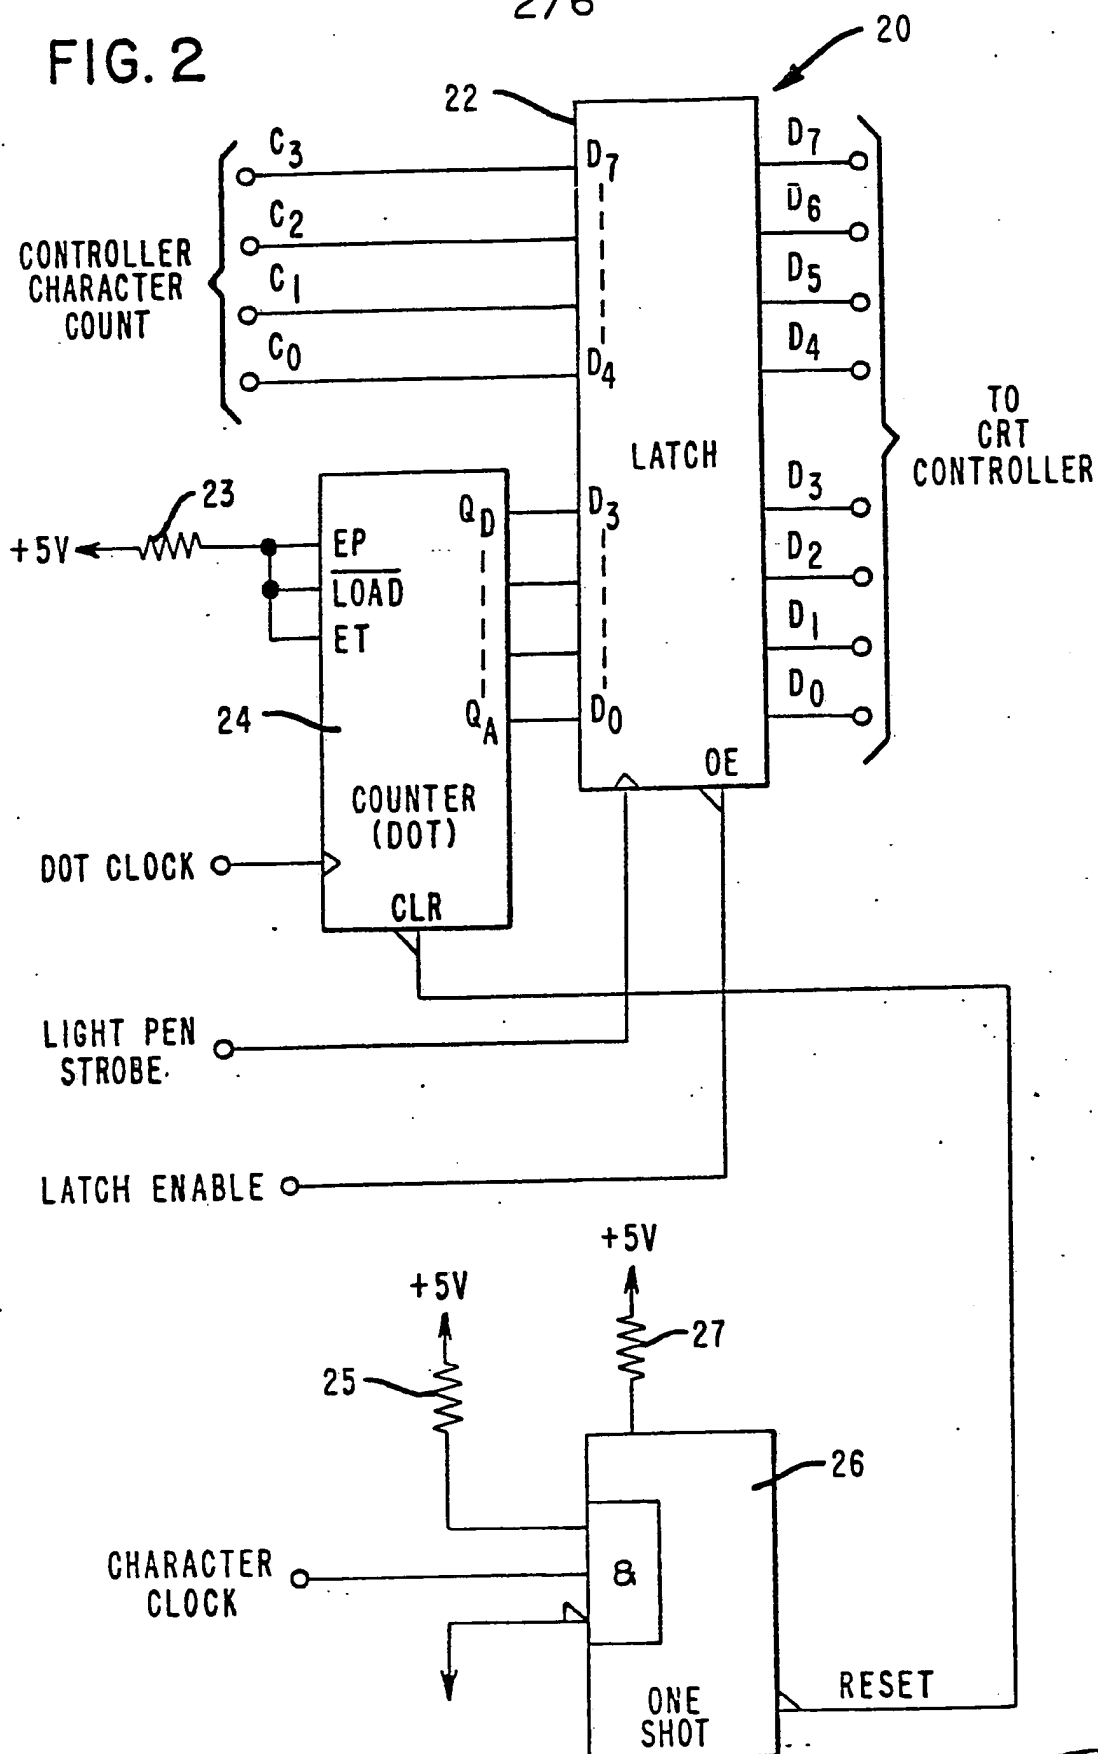 2/6
FIG. 2
20
22
C3
C2
C1
C0
CONTROLLER
CHARACTER
COUNT
D7
D4
LATCH
D3
D0
OE
D7
D6
D5
D4
D3
D2
D1
D0
TO
CRT
CONTROLLER
23
+5V
EP
LOAD
ET
QD
QA
24
COUNTER
(DOT)
CLR
DOT CLOCK
LIGHT PEN
STROBE
LATCH ENABLE
+5V
+5V
25
27
26
CHARACTER
CLOCK
&
ONE
SHOT
RESET